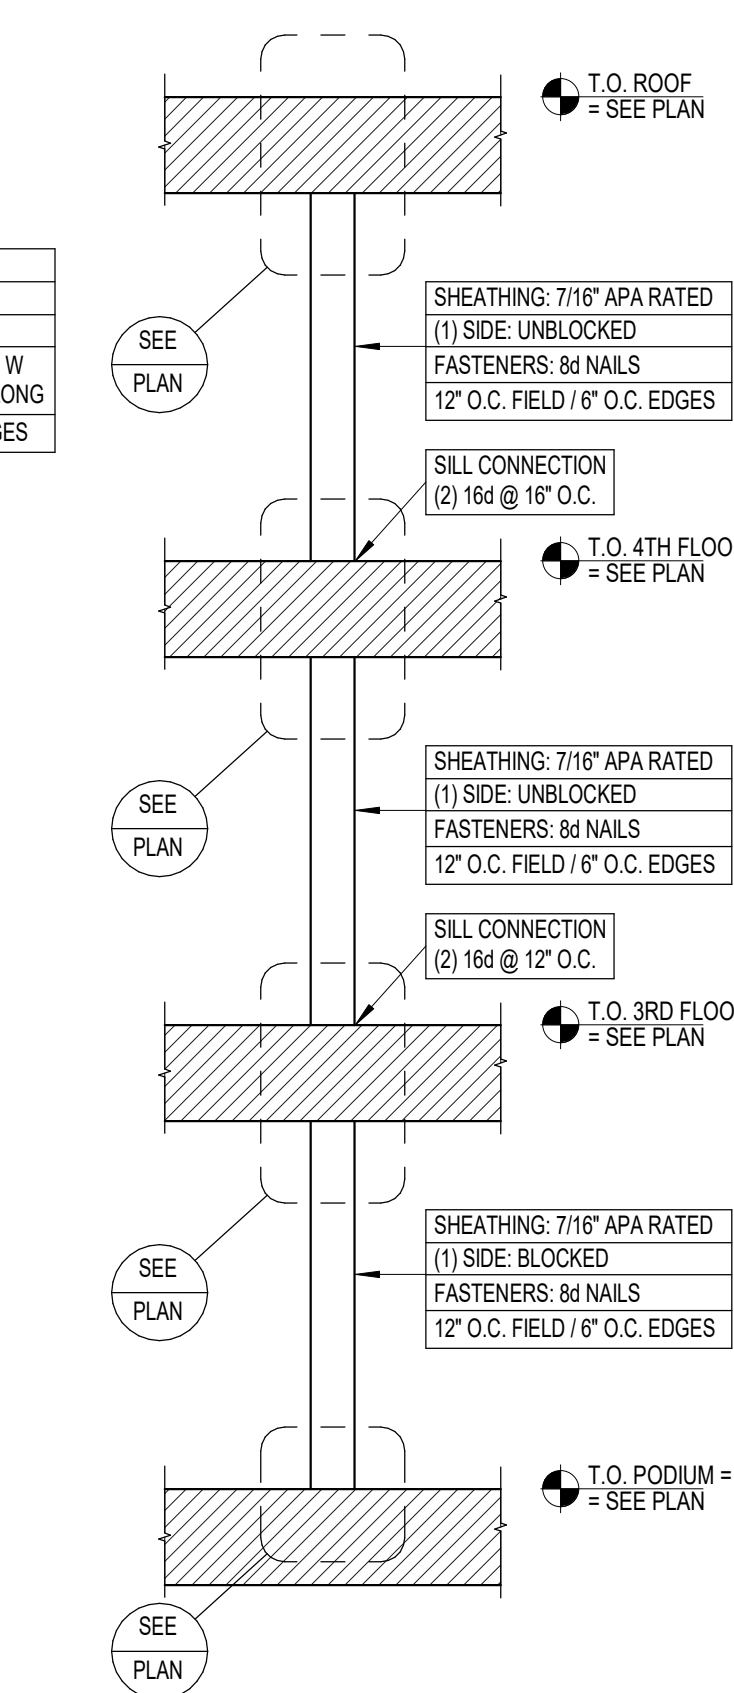 T.O. ROOF
= SEE PLAN
W
SHEATHING: 7/16" APA RATED
(1) SIDE: UNBLOCKED
FASTENERS: 8d NAILS
12" O.C. FIELD / 6" O.C. EDGES
SEE
PLAN
SILL CONNECTION
(2) 16d @ 16" O.C.
T.O. 4TH FLOO
= SEE PLAN
SHEATHING: 7/16" APA RATED
(1) SIDE: UNBLOCKED
FASTENERS: 8d NAILS
12" O.C. FIELD / 6" O.C. EDGES
SEE
PLAN
SILL CONNECTION
(2) 16d @ 12" O.C.
T.O. 3RD FLOO
= SEE PLAN
SHEATHING: 7/16" APA RATED
(1) SIDE: BLOCKED
FASTENERS: 8d NAILS
12" O.C. FIELD / 6" O.C. EDGES
SEE
PLAN
T.O. PODIUM =
= SEE PLAN
SEE
PLAN